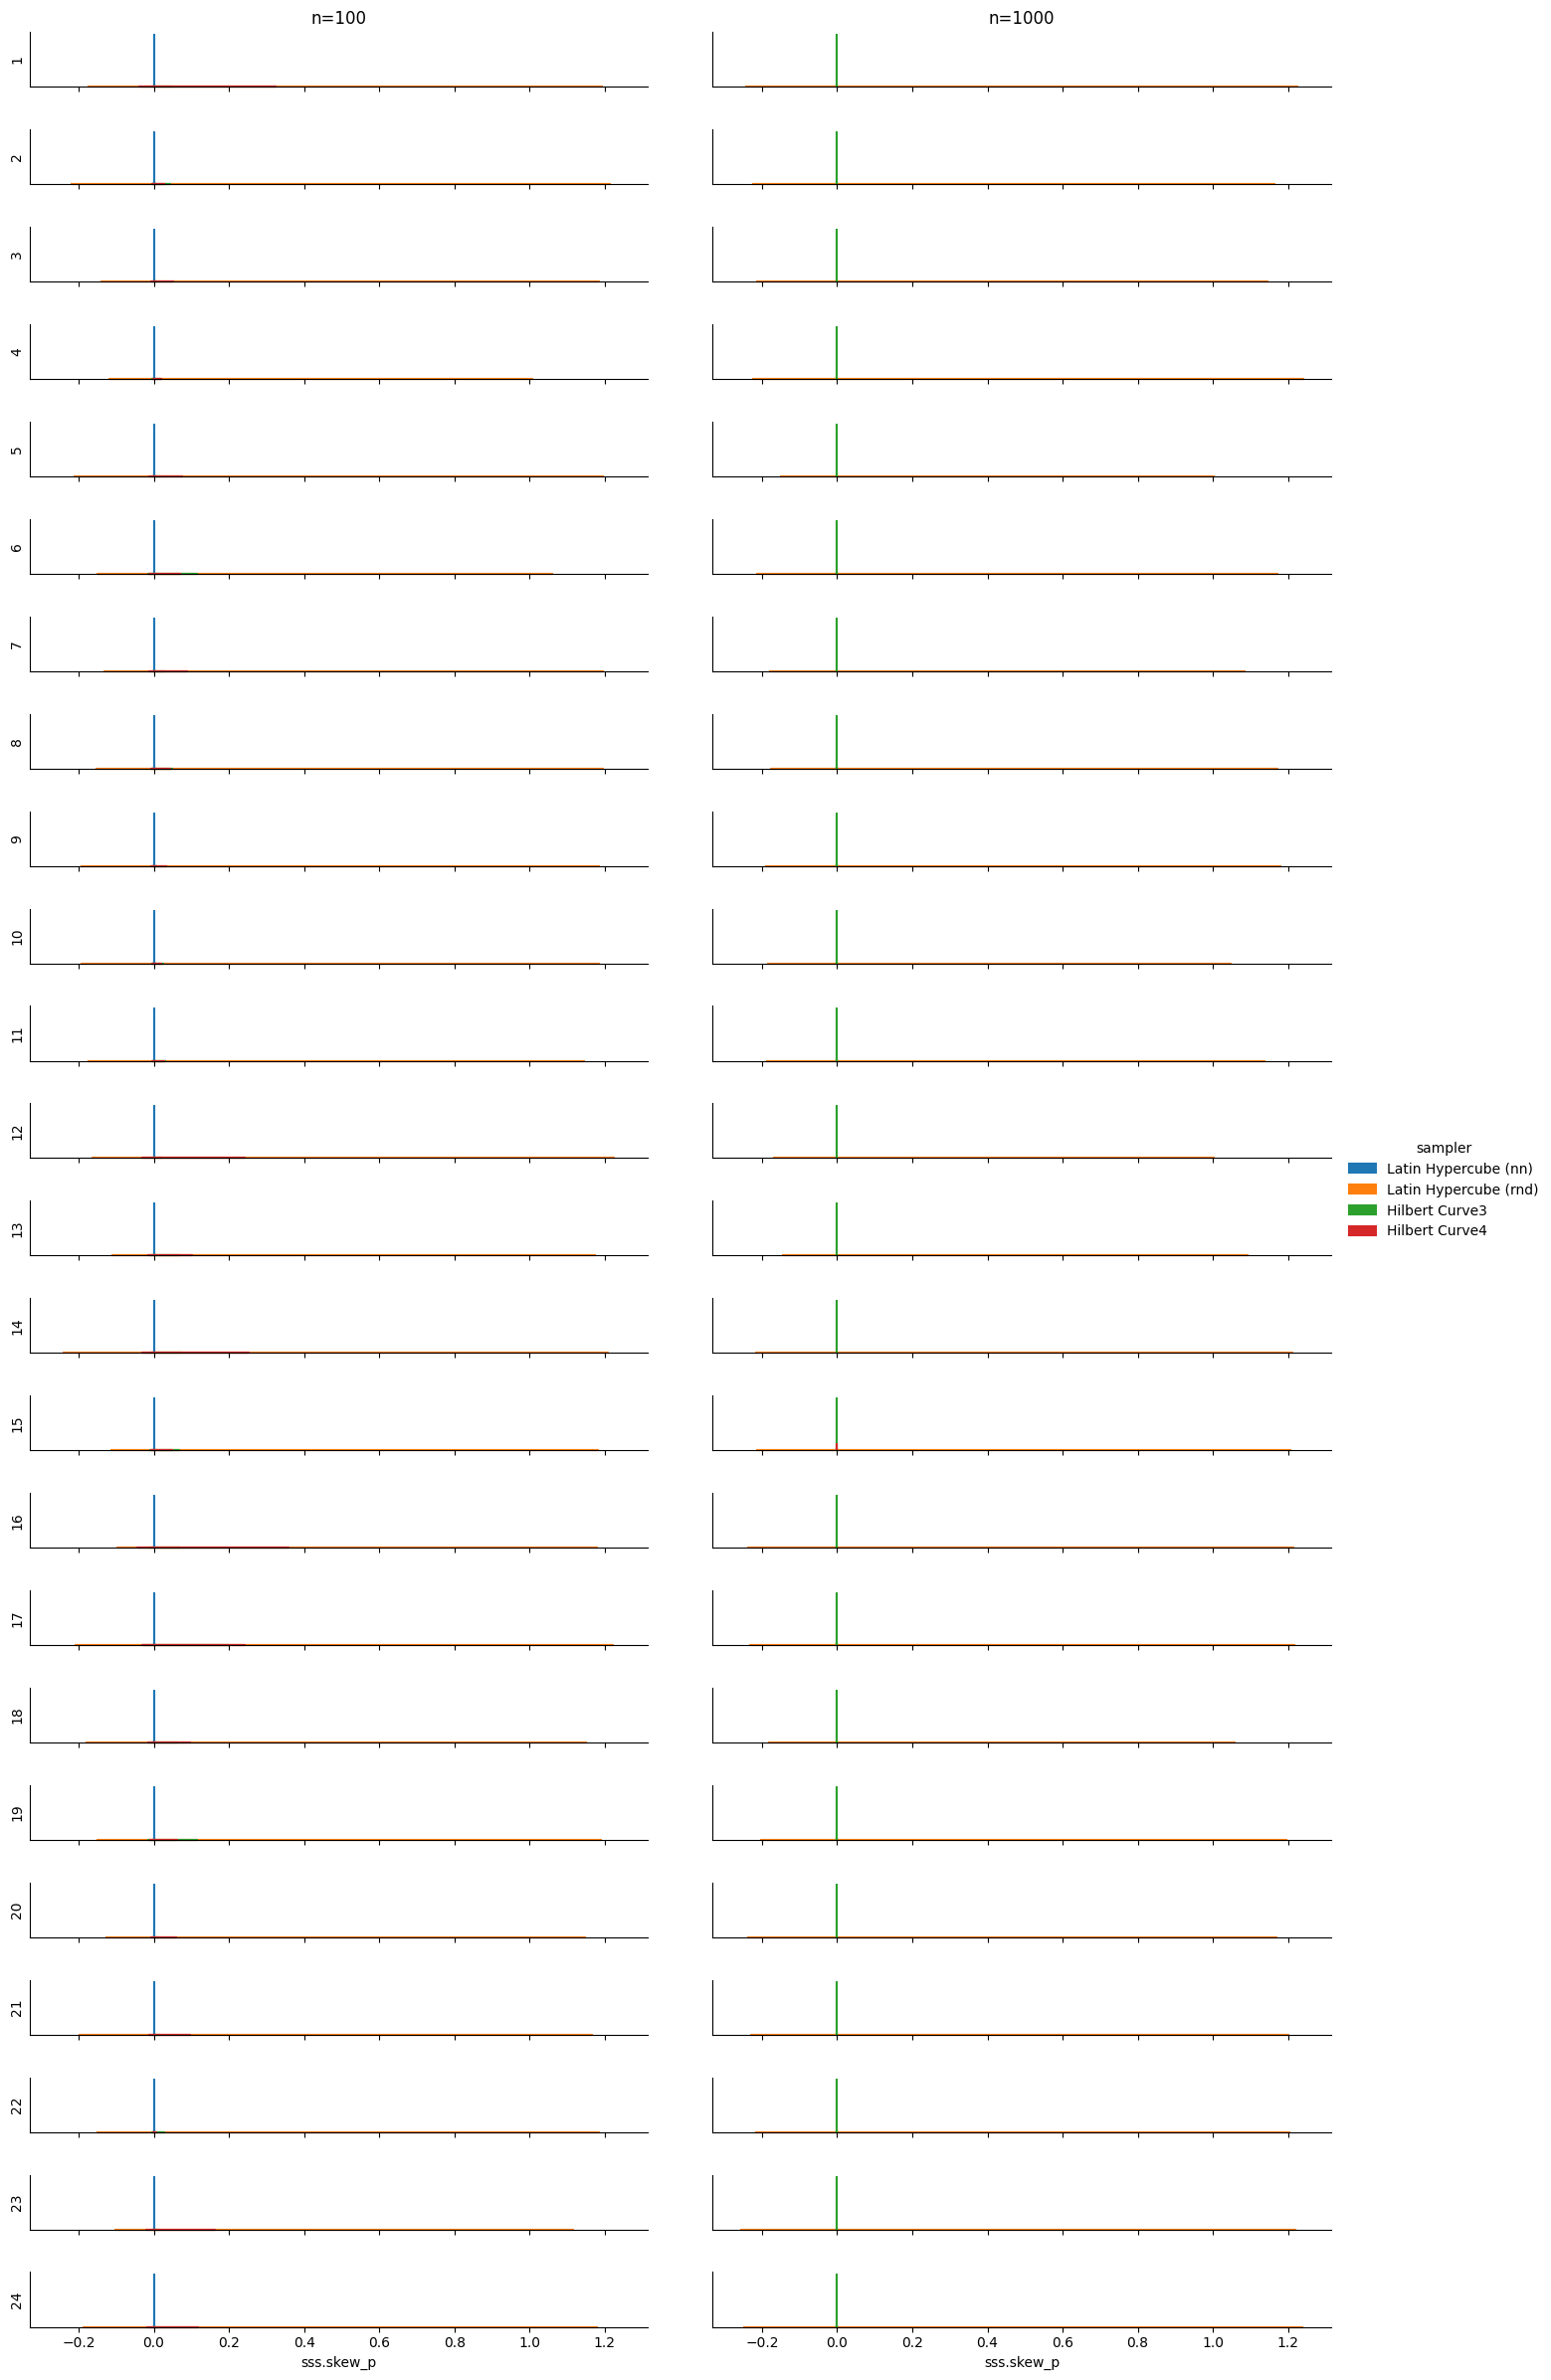 n=100
n=1000
1
2
3
4
5
6
7
8
9
10
11
12
sampler
Latin Hypercube (nn)
Latin Hypercube (rnd)
Hilbert Curve3
Hilbert Curve4
13
14
15
16
17
18
19
20
21
22
23
24
−0.2 0.0 0.2 0.4 0.6 0.8 1.0 1.2
−0.2 0.0 0.2 0.4 0.6 0.8 1.0 1.2
sss.skew_p
sss.skew_p